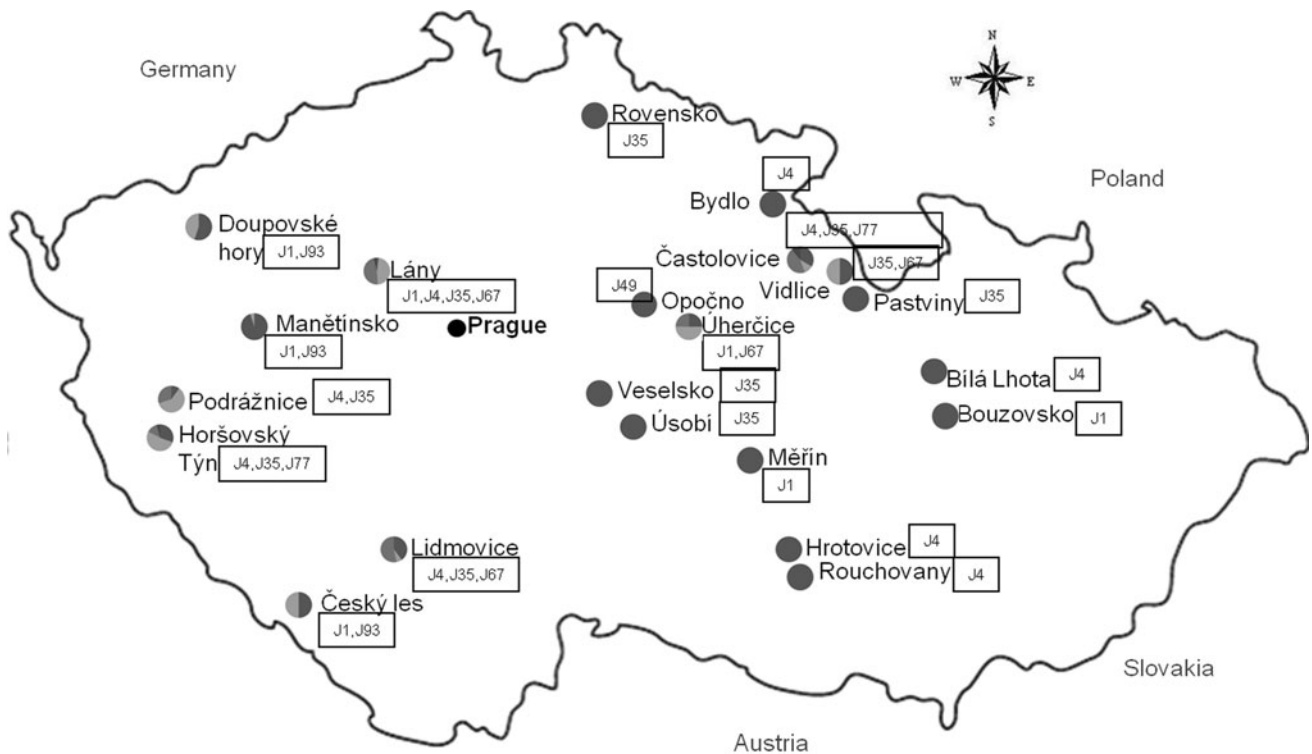 N
W E
S
Germany
Rovensko
J35
J4
Bydlo
Poland
J4,J35,J77
Doupovské
hory
J1,J93
Častolovice
J35,J67
Lány
J1,J4,J35,J67
Vidlice
J49
Opočno
Pastviny
J35
Manětínsko
J1,J93
Prague
Úherčice
J1,J67
Podrážnice
J4,J35
Veselsko
J35
Bílá Lhota
J4
Úsobí
J35
Bouzovsko
J1
Horšovský
Týn
J4,J35,J77
Měřín
J1
Lidmovice
J4,J35,J67
Hrotovice
J4
Rouchovany
J4
Český les
J1,J93
Slovakia
Austria